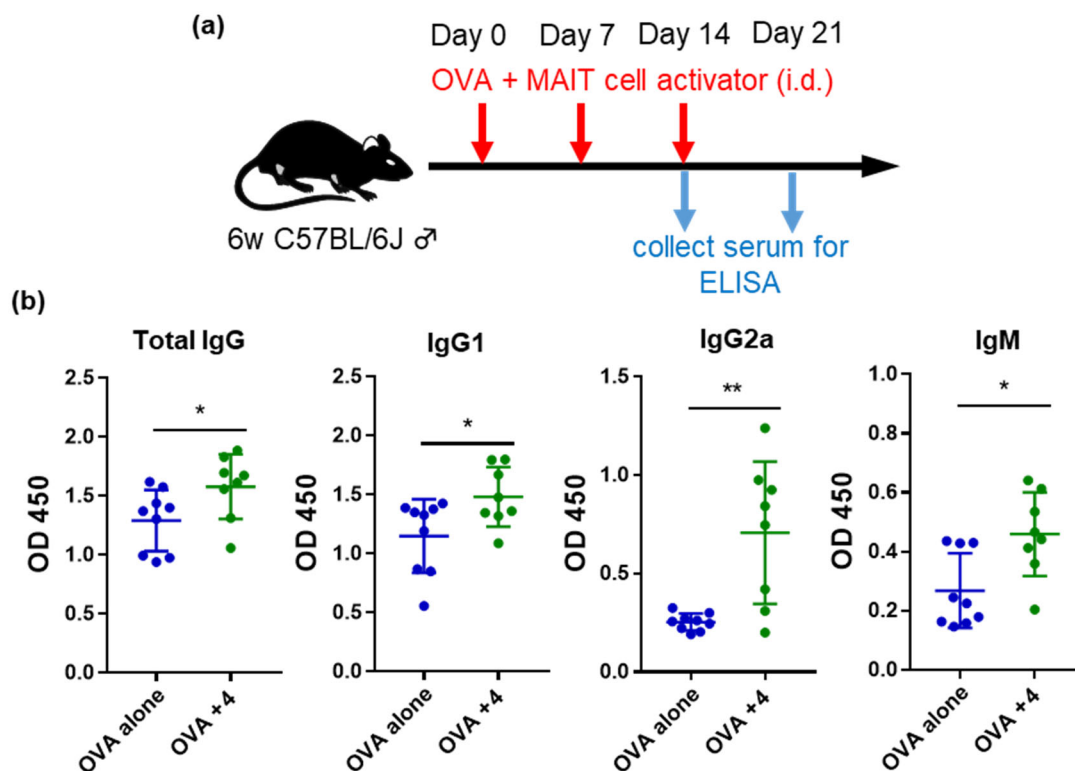 (a)
Day 0 Day 7 Day 14 Day 21
OVA + MAIT cell activator (i.d.)
6w C57BL/6J ♂
collect serum for
ELISA
(b)
Total IgG
2.5
2.0
1.5
1.0
0.5
0.0
OD 450
*
OVA alone
OVA +4
IgG1
2.5
2.0
1.5
1.0
0.5
0.0
OD 450
*
OVA alone
OVA +4
IgG2a
1.5
1.0
0.5
0.0
OD 450
**
OVA alone
OVA +4
IgM
1.0
0.8
0.6
0.4
0.2
0.0
OD 450
*
OVA alone
OVA +4